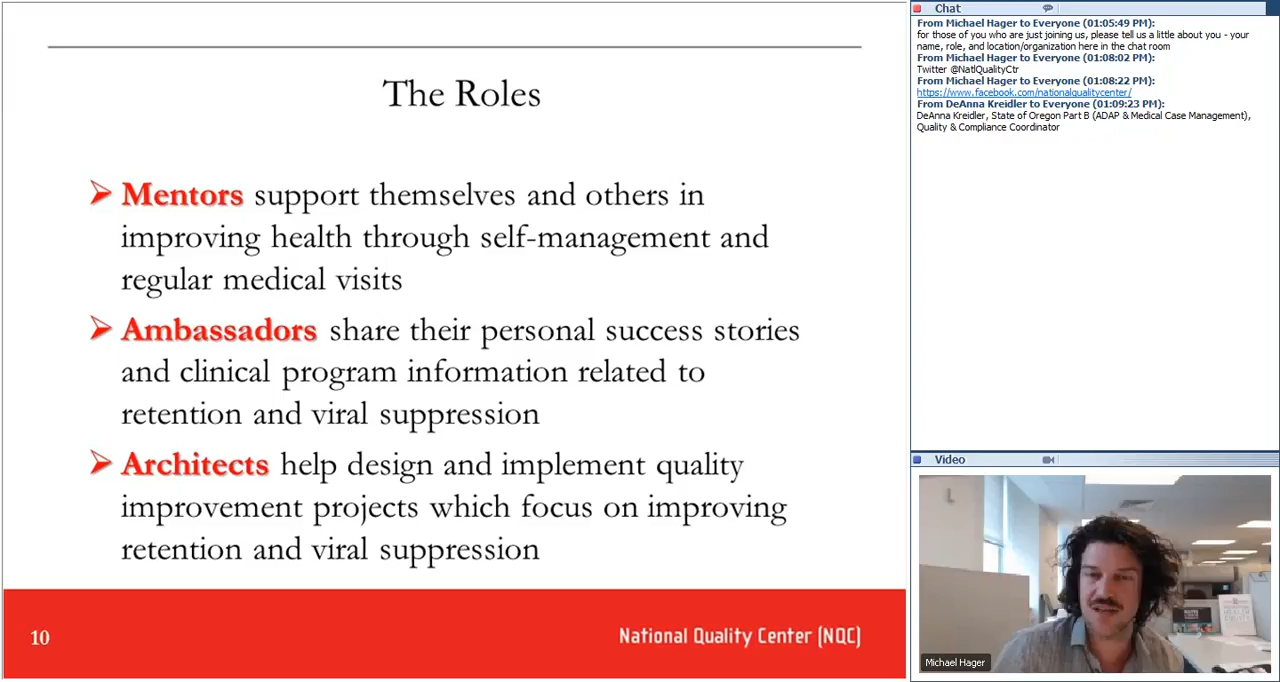 The Roles
Mentors support themselves and others in
improving health through self-management and
regular medical visits
Ambassadors share their personal success stories
and clinical program information related to
retention and viral suppression
Architects help design and implement quality
improvement projects which focus on improving
retention and viral suppression
10
National Quality Center (NQC)
Chat
From Michael Hager to Everyone (01:05:49 PM):
for those of you who are just joining us, please tell us a little about you - your
name, role, and location/organization here in the chat room
From Michael Hager to Everyone (01:08:02 PM):
Twitter @NatlQualityCtr
From Michael Hager to Everyone (01:08:22 PM):
https://www.facebook.com/nationalqualitycenter/
From DeAnna Kreidler to Everyone (01:09:23 PM):
DeAnna Kreidler, State of Oregon Part B (ADAP & Medical Case Management),
Quality & Compliance Coordinator
Video
Michael Hager